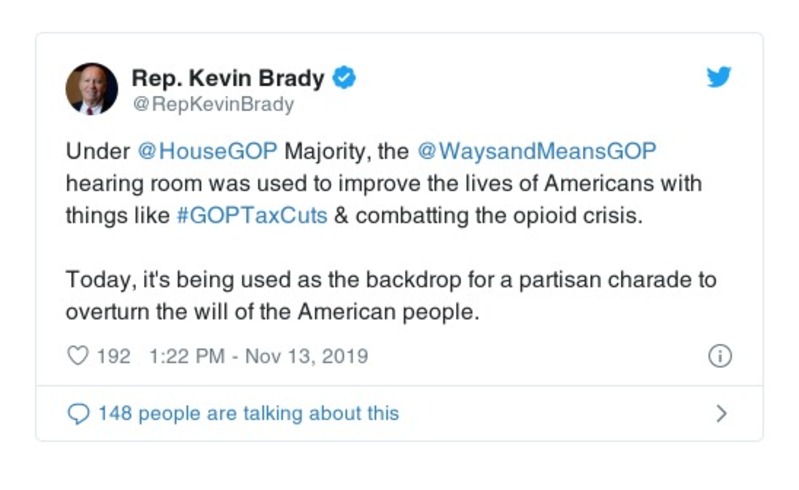 Rep. Kevin Brady
@RepKevinBrady
Under @HouseGOP Majority, the @WaysandMeansGOP
hearing room was used to improve the lives of Americans with
things like #GOPTaxCuts & combatting the opioid crisis.
Today, it's being used as the backdrop for a partisan charade to
overturn the will of the American people.
192 1:22 PM - Nov 13, 2019
148 people are talking about this